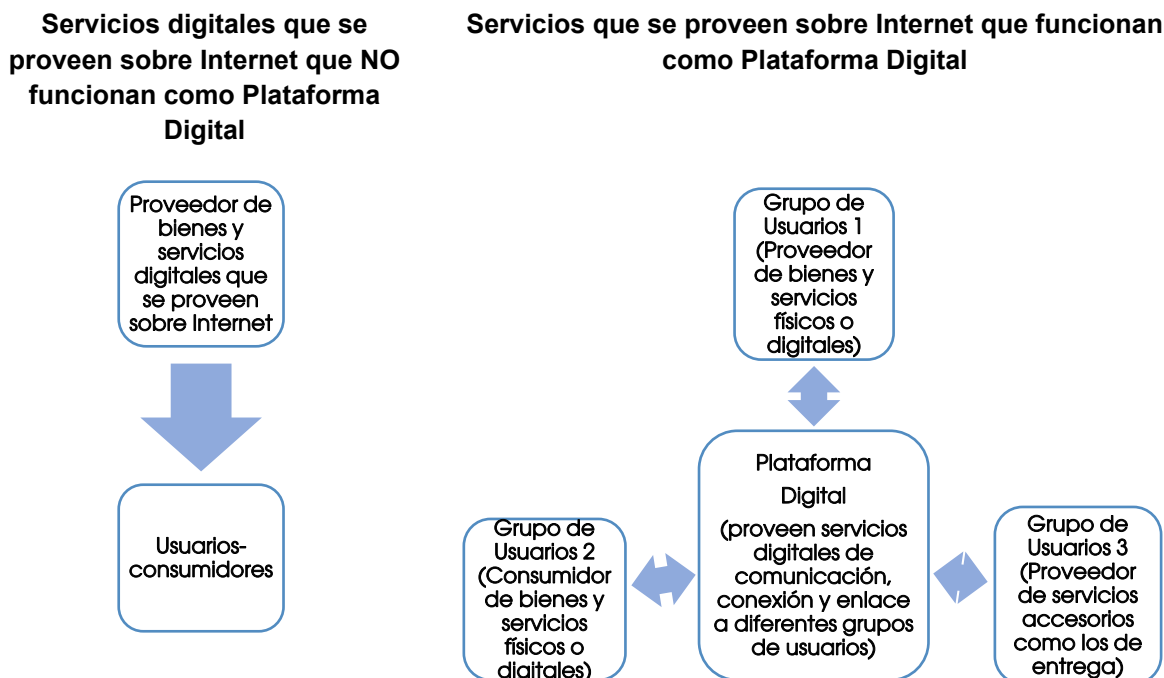 Servicios digitales que se
proveen sobre Internet que NO
funcionan como Plataforma
Digital
Servicios que se proveen sobre Internet que funcionan
como Plataforma Digital
Proveedor de
bienes y
servicios
digitales que
se proveen
sobre Internet
Usuarios-
consumidores
Grupo de
Usuarios 1
(Proveedor
de bienes y
servicios
físicos o
digitales)
Plataforma
Digital
(proveen servicios
digitales de
comunicación,
conexión y enlace
a diferentes grupos
de usuarios)
Grupo de
Usuarios 2
(Consumidor
de bienes y
servicios
físicos o
digitales)
Grupo de
Usuarios 3
(Proveedor
de servicios
accesorios
como los de
entrega)